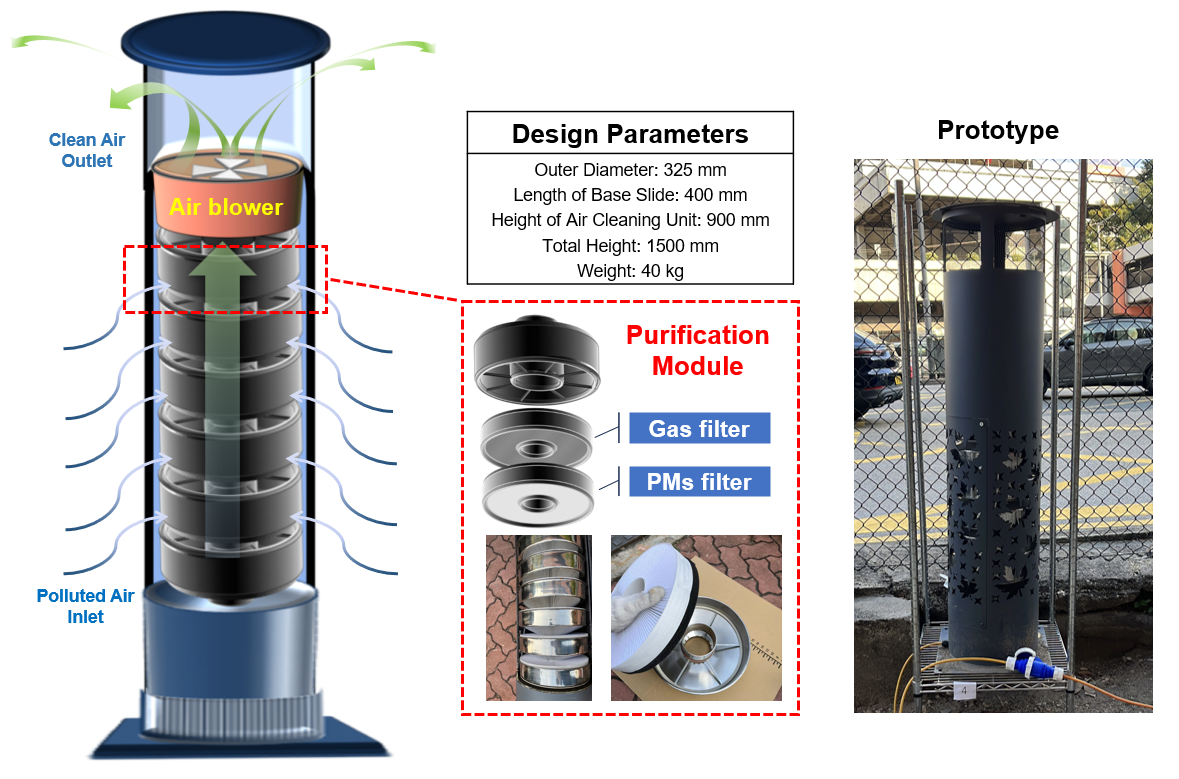 Clean Air
Outlet
Air blower
Polluted Air
Inlet
Design Parameters
Outer Diameter: 325 mm
Length of Base Slide: 400 mm
Height of Air Cleaning Unit: 900 mm
Total Height: 1500 mm
Weight: 40 kg
Purification
Module
Gas filter
PMs filter
Prototype
4